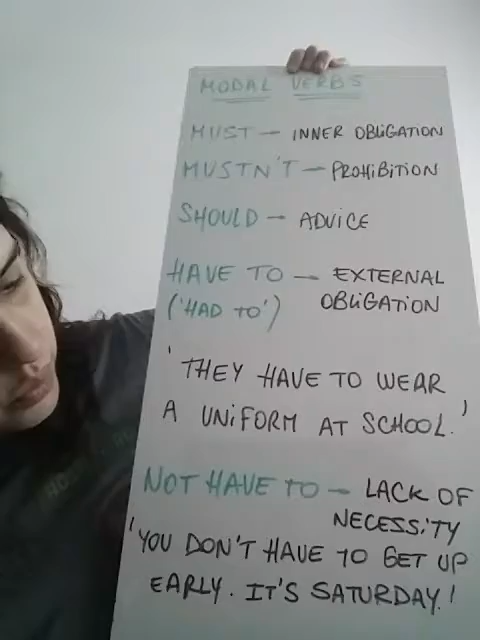 MODAL VERBS
MUST - INNER OBLIGATION
MUSTN'T - PROHIBITION
SHOULD - ADVICE
HAVE TO - EXTERNAL
('HAD TO') OBLIGATION
'THEY HAVE TO WEAR
A UNIFORM AT SCHOOL.'
NOT HAVE TO - LACK OF
NECESSITY
'YOU DON'T HAVE TO GET UP
EARLY. IT'S SATURDAY.'